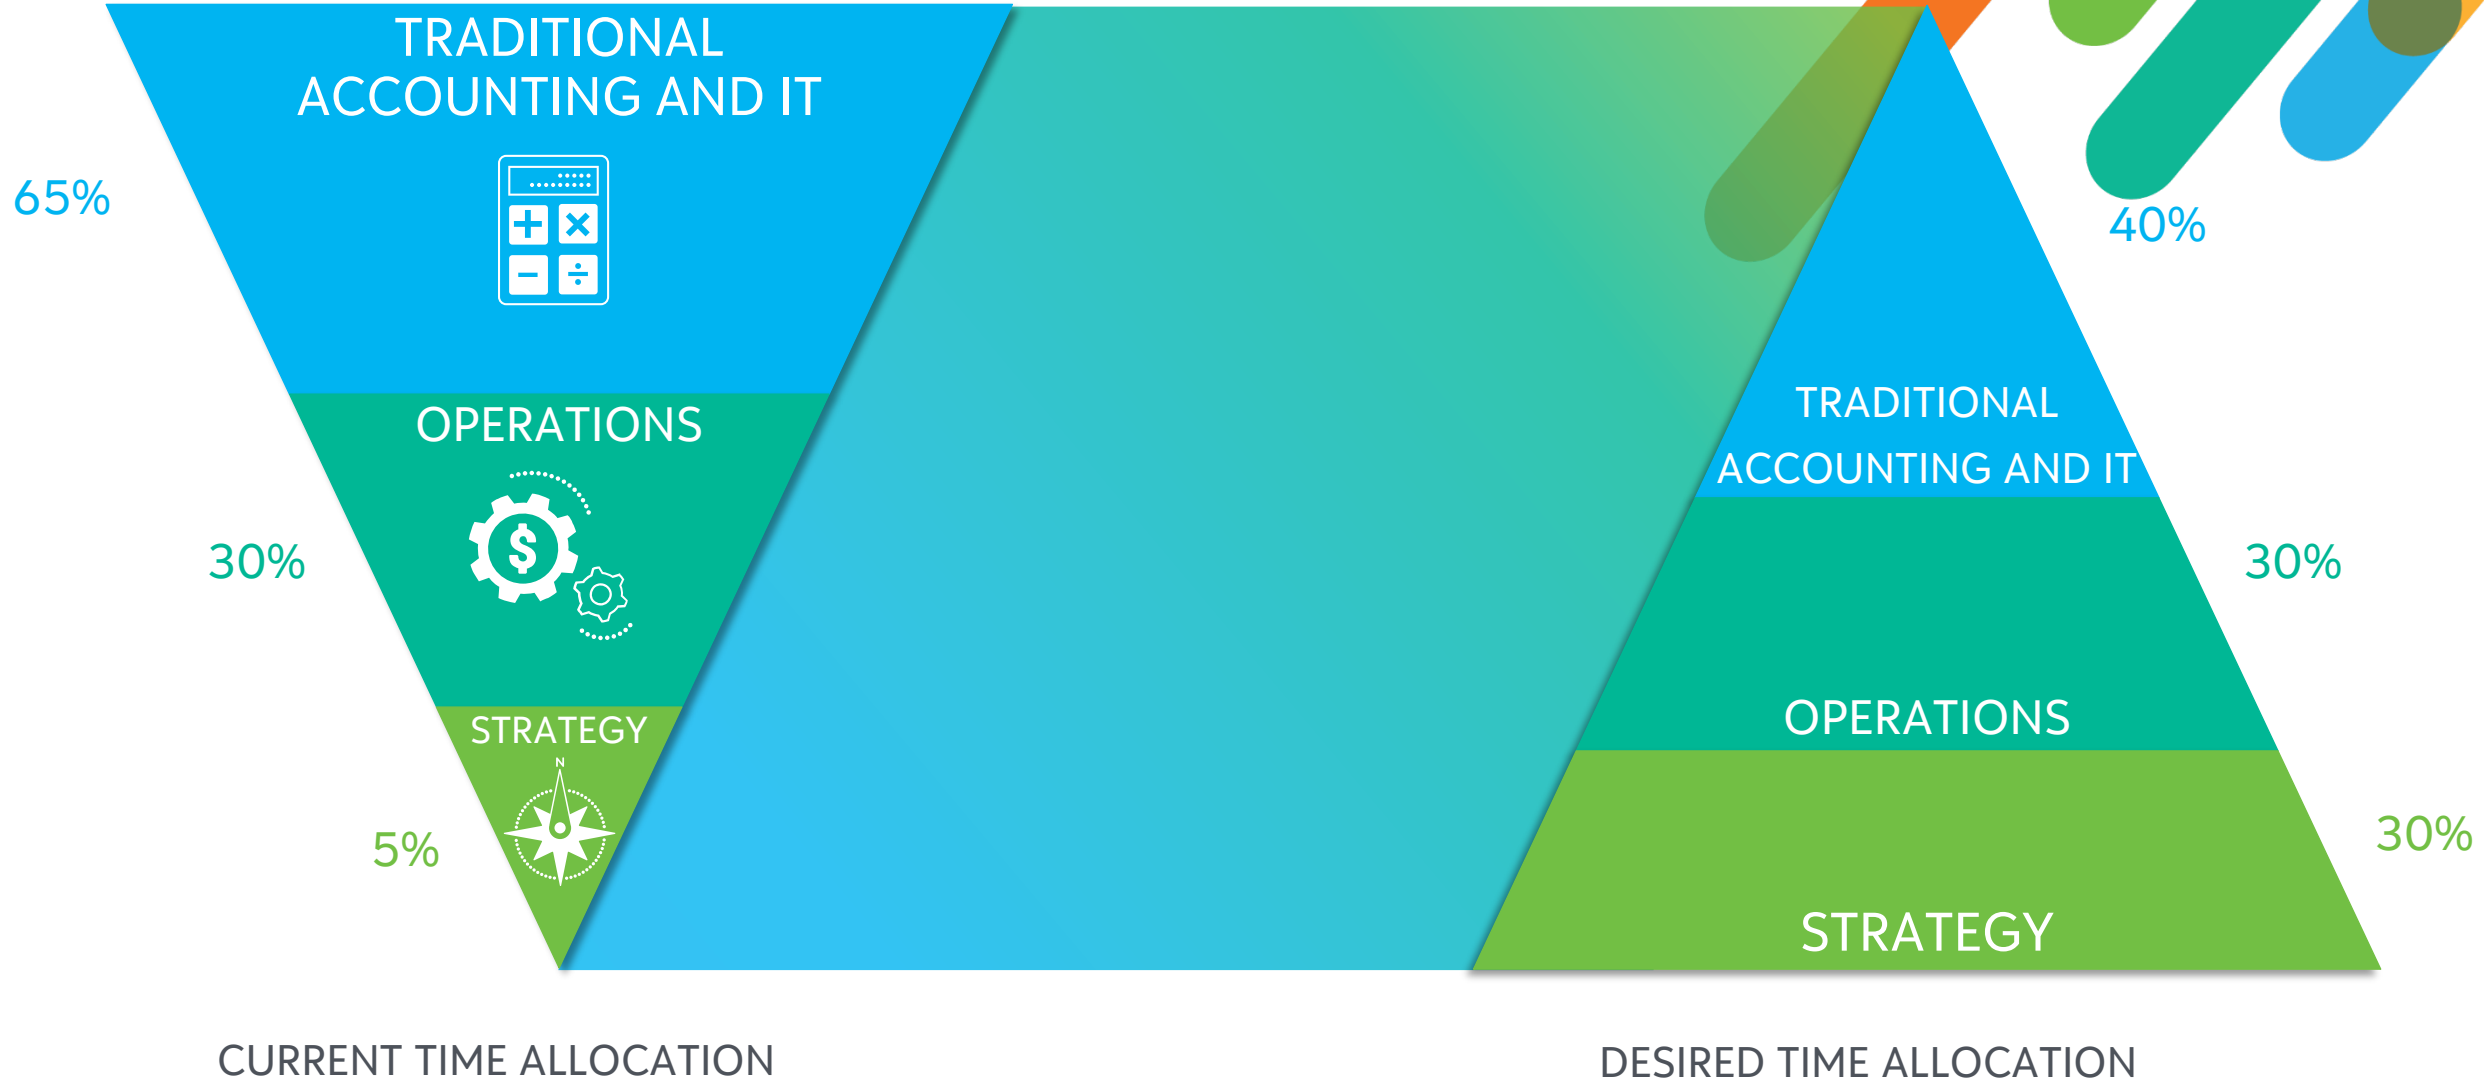 TRADITIONAL
ACCOUNTING AND IT
65%
OPERATIONS
30%
STRATEGY
N
5%
CURRENT TIME ALLOCATION
40%
TRADITIONAL
ACCOUNTING AND IT
30%
OPERATIONS
30%
STRATEGY
DESIRED TIME ALLOCATION